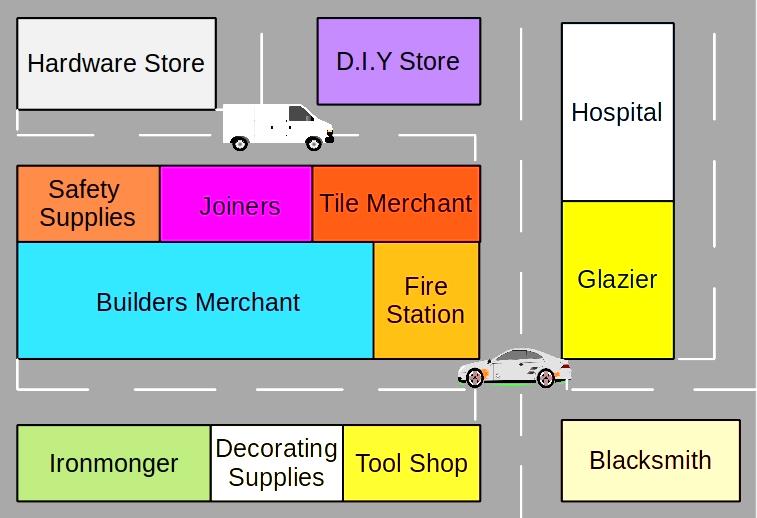 Hardware Store
D.I.Y Store
Hospital
Safety
Supplies
Joiners
Tile Merchant
Builders Merchant
Fire
Station
Glazier
Ironmonger
Decorating
Supplies
Tool Shop
Blacksmith